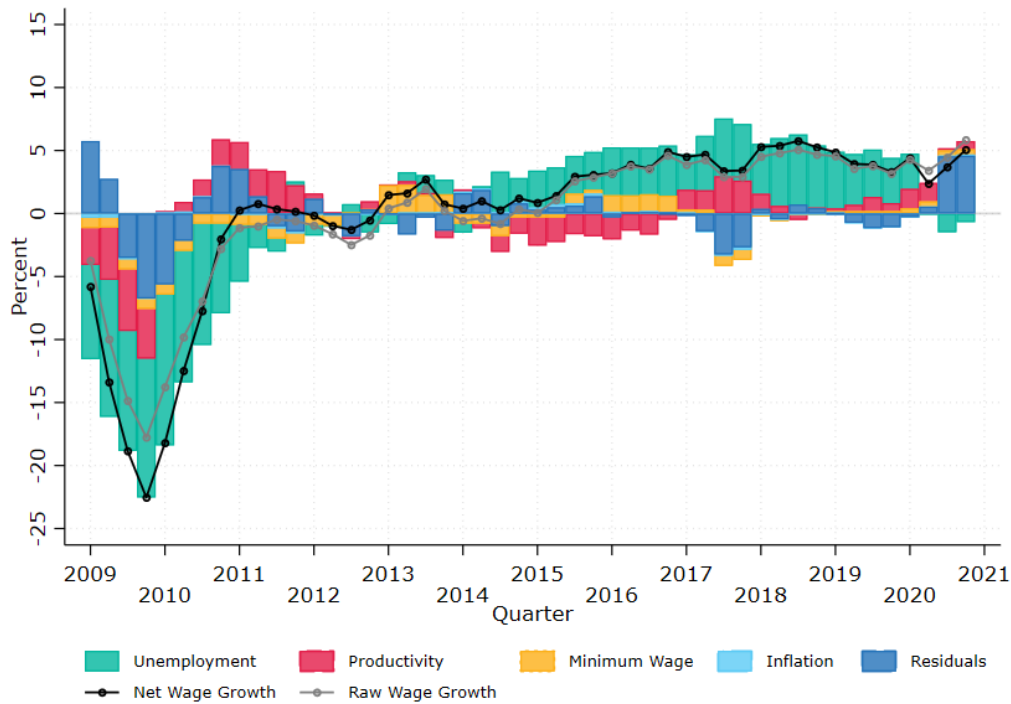 15
10
5
0
-5
-10
-15
-20
-25
Percent
2009 2011 2013 2015 2017 2019 2021
2010 2012 2014 2016 2018 2020
Quarter
Unemployment Productivity Minimum Wage Inflation Residuals
Net Wage Growth Raw Wage Growth